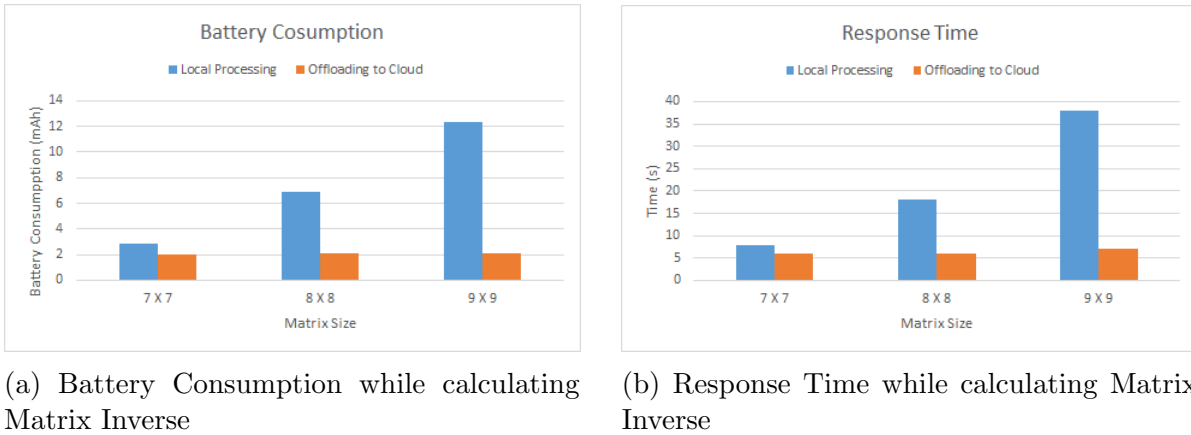 Battery Cosumption
Local Processing Offloading to Cloud
Battery Consumpption (mAh)
14
12
10
8
6
4
2
0
7 X 7 8 X 8 9 X 9
Matrix Size
(a) Battery Consumption while calculating
Matrix Inverse
Response Time
Local Processing Offloading to Cloud
Time (s)
40
35
30
25
20
15
10
5
0
7 X 7 8 X 8 9 X 9
Matrix Size
(b) Response Time while calculating Matrix
Inverse